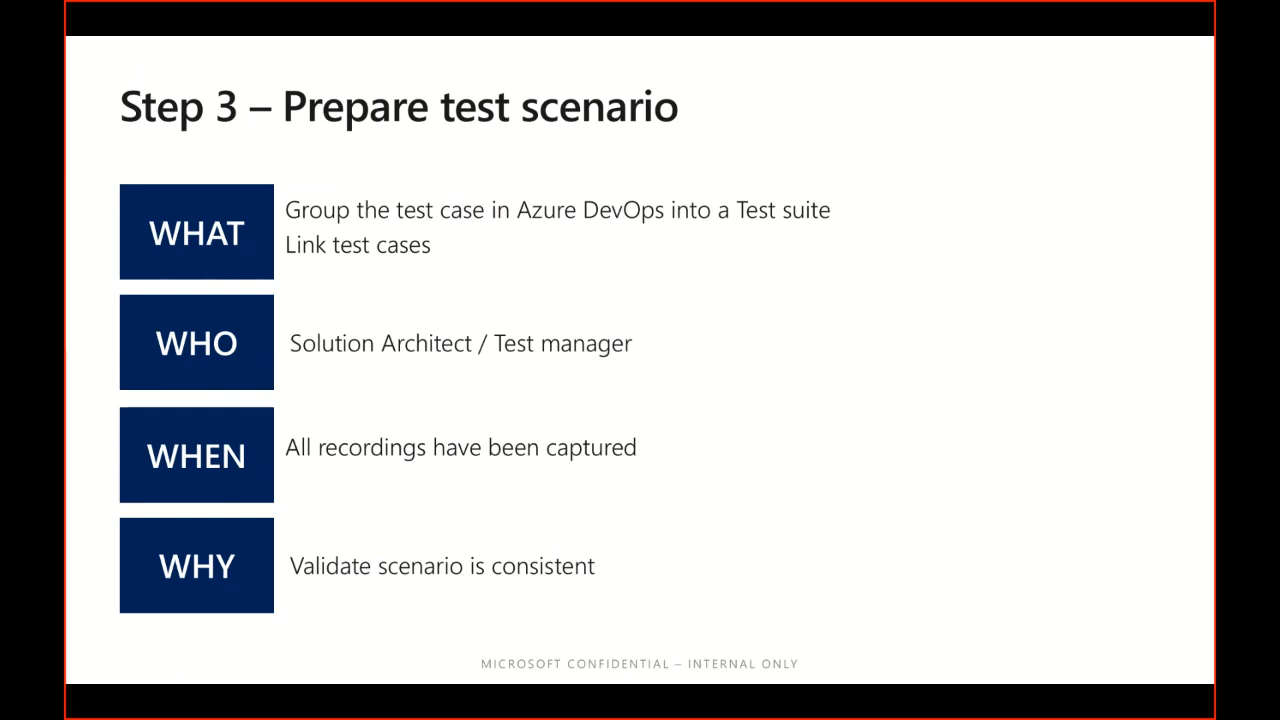 Step 3 – Prepare test scenario
WHAT
Group the test case in Azure DevOps into a Test suite
Link test cases
WHO
Solution Architect / Test manager
WHEN
All recordings have been captured
WHY
Validate scenario is consistent
MICROSOFT CONFIDENTIAL – INTERNAL ONLY